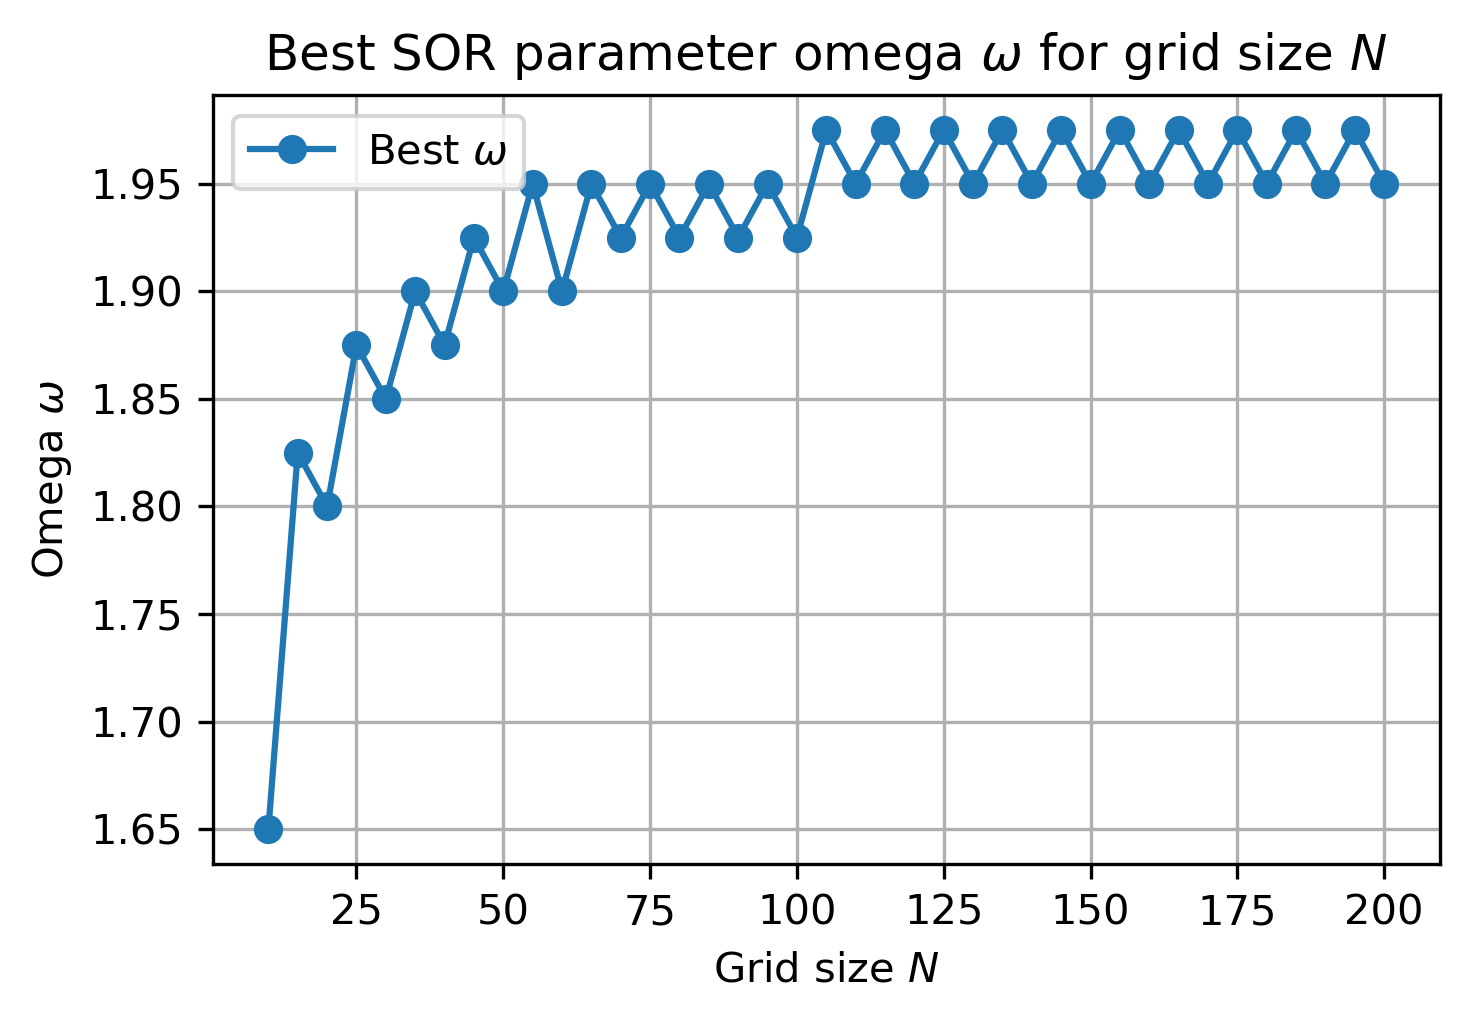 Best SOR parameter omega ω for grid size N
Best ω
1.95
1.90
1.85
1.80
1.75
1.70
1.65
Omega ω
25 50 75 100 125 150 175 200
Grid size N